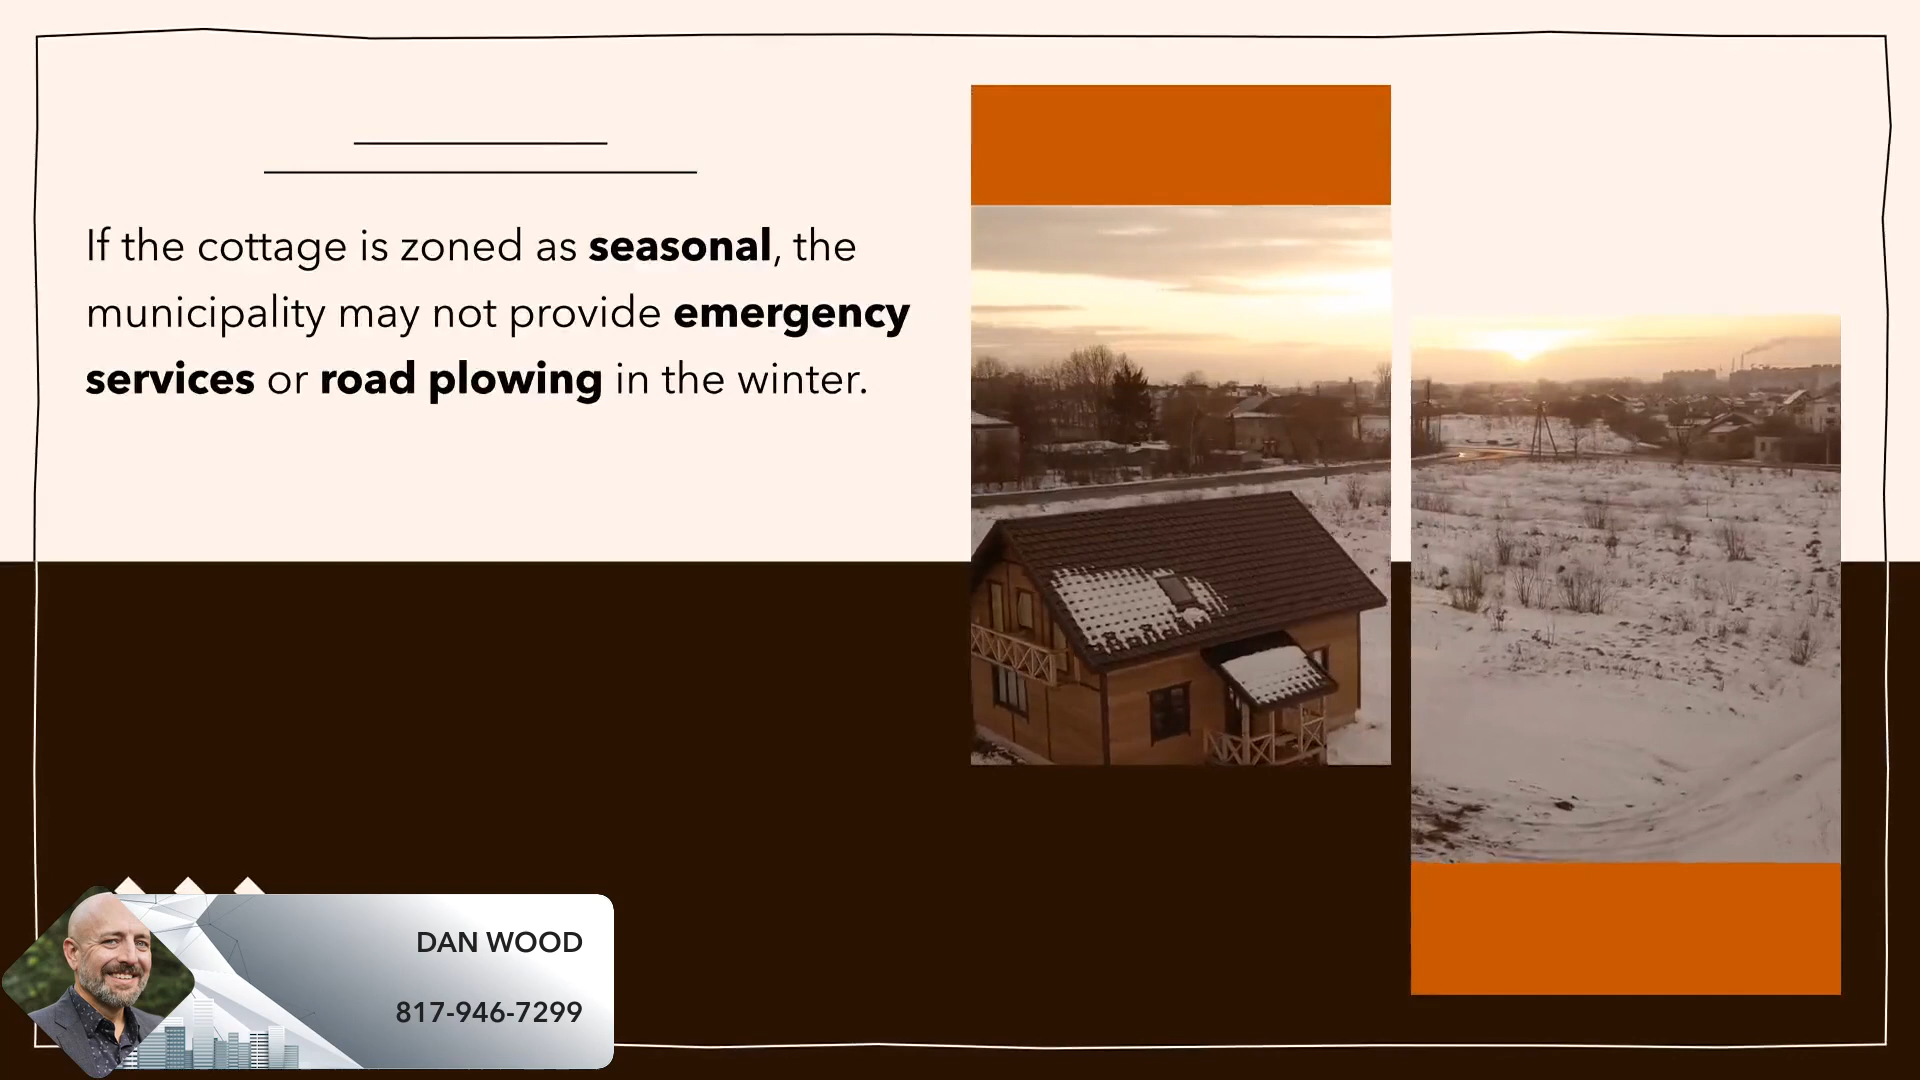 If the cottage is zoned as seasonal, the
municipality may not provide emergency
services or road plowing in the winter.
DAN WOOD
817-946-7299